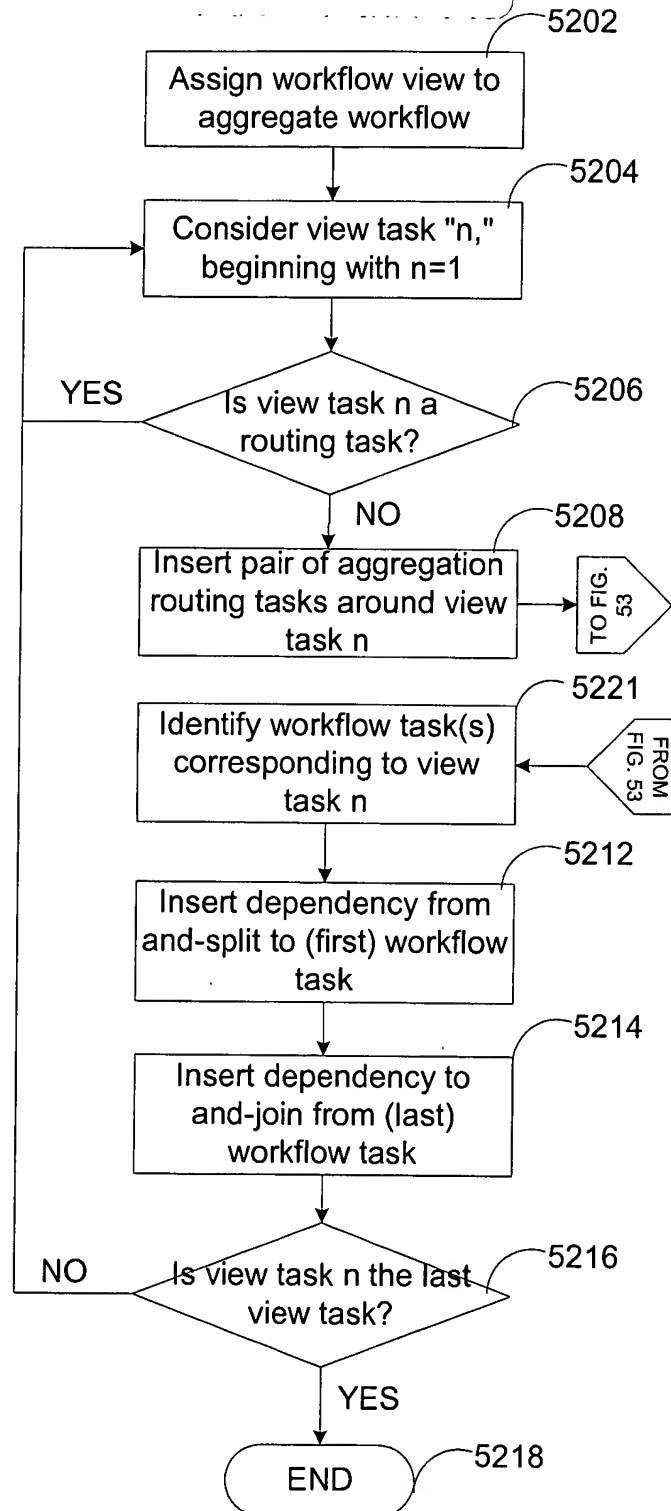 5202
Assign workflow view to
aggregate workflow
5204
Consider view task "n,"
beginning with n=1
YES
5206
Is view task n a
routing task?
NO
5208
Insert pair of aggregation
routing tasks around view
task n
TO FIG.
53
5221
Identify workflow task(s)
corresponding to view
task n
FROM
FIG. 53
5212
Insert dependency from
and-split to (first) workflow
task
5214
Insert dependency to
and-join from (last)
workflow task
NO
5216
Is view task n the last
view task?
YES
5218
END